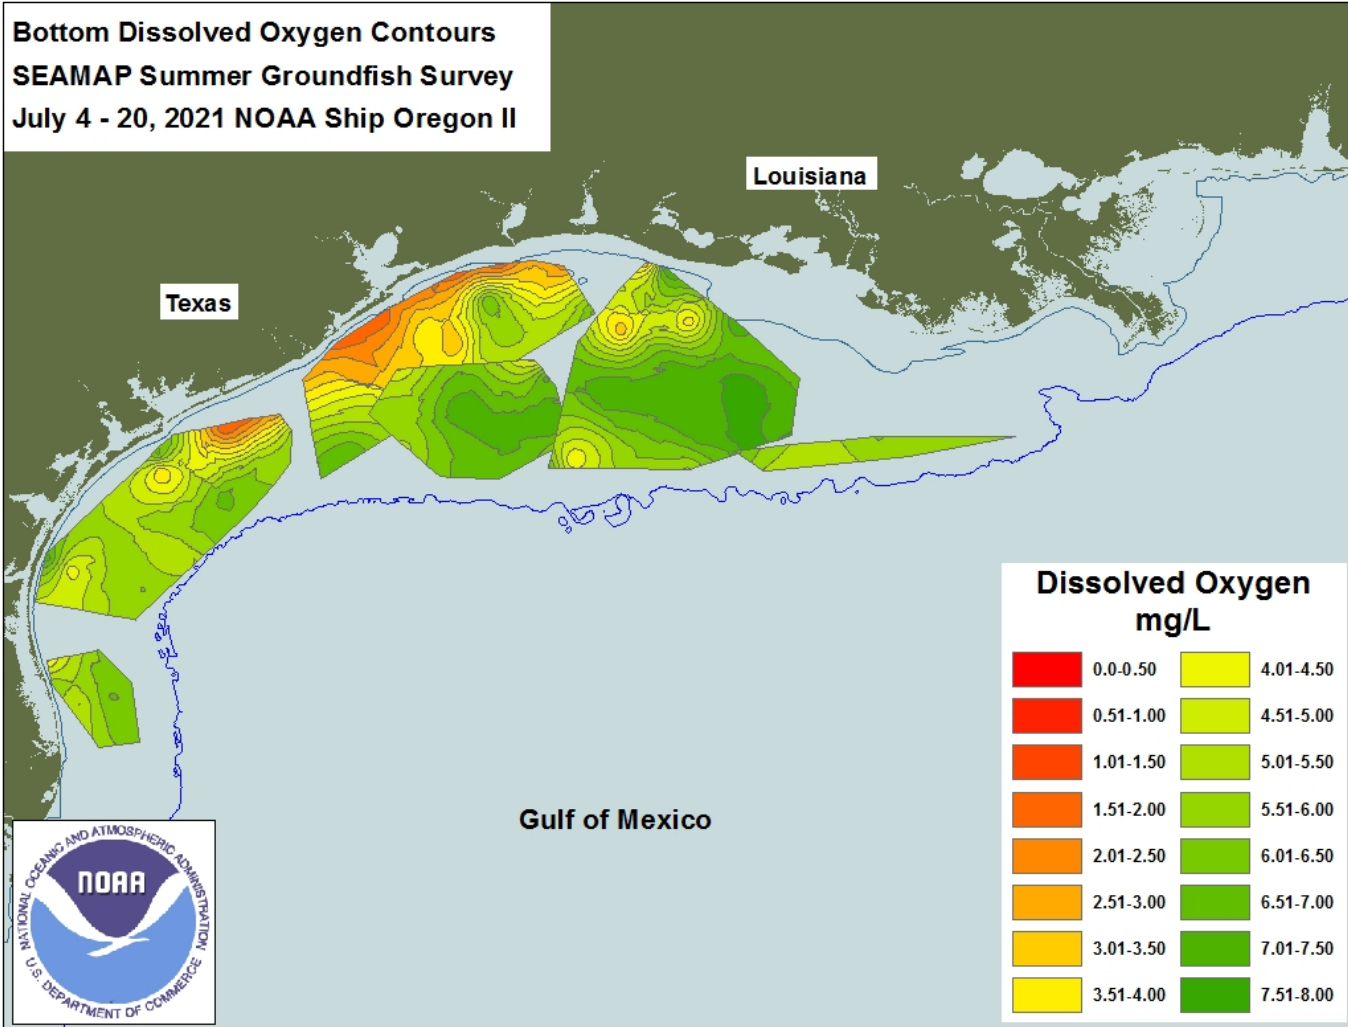 Bottom Dissolved Oxygen Contours
SEAMAP Summer Groundfish Survey
July 4 - 20, 2021 NOAA Ship Oregon II
Louisiana
Texas
Gulf of Mexico
Dissolved Oxygen
mg/L
0.0-0.50
0.51-1.00
1.01-1.50
1.51-2.00
2.01-2.50
2.51-3.00
3.01-3.50
3.51-4.00
4.01-4.50
4.51-5.00
5.01-5.50
5.51-6.00
6.01-6.50
6.51-7.00
7.01-7.50
7.51-8.00
NATIONAL OCEANIC AND ATMOSPHERIC ADMINISTRATION
NOAA
U.S. DEPARTMENT OF COMMERCE